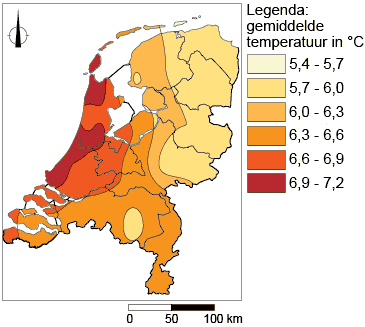 Legenda:
gemiddelde
temperatuur in °C
5,4 - 5,7
5,7 - 6,0
6,0 - 6,3
6,3 - 6,6
6,6 - 6,9
6,9 - 7,2
0 50 100 km